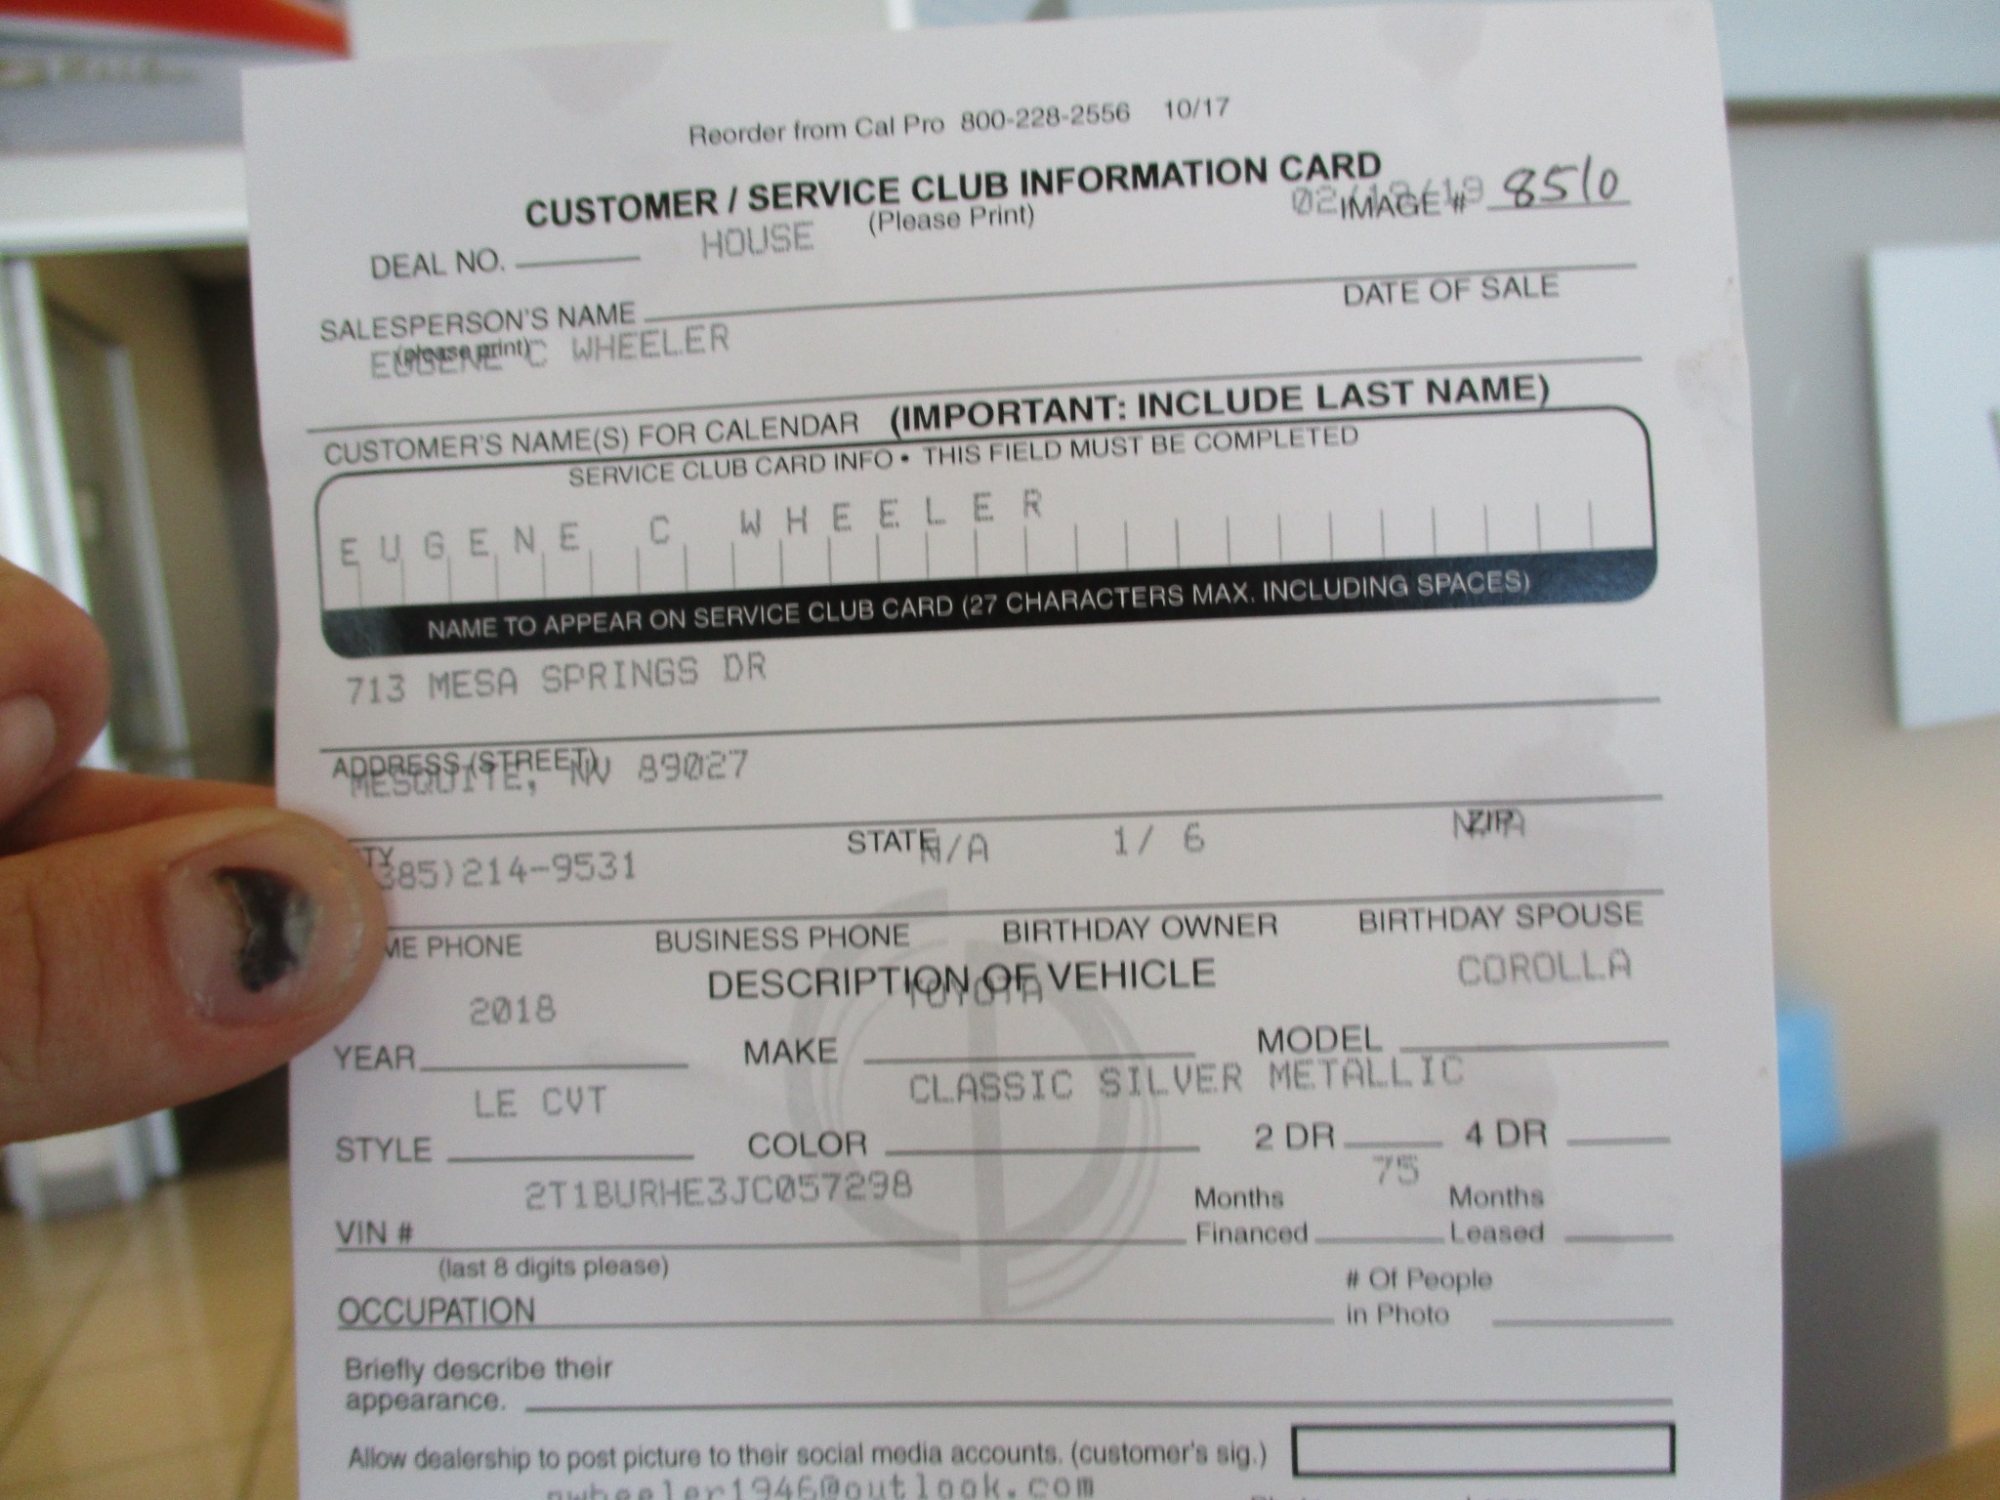 Reorder from Cal Pro 800-228-2556 10/17
CUSTOMER / SERVICE CLUB INFORMATION CARD
(Please Print)
IMAGE # 8510
DEAL NO. HOUSE
SALESPERSON'S NAME
DATE OF SALE
(please print)
EUGENE C WHEELER
CUSTOMER'S NAME(S) FOR CALENDAR (IMPORTANT: INCLUDE LAST NAME)
SERVICE CLUB CARD INFO • THIS FIELD MUST BE COMPLETED
EUGENE C WHEELER
NAME TO APPEAR ON SERVICE CLUB CARD (27 CHARACTERS MAX. INCLUDING SPACES)
713 MESA SPRINGS DR
ADDRESS (STREET)
MESQUITE, NV 89027
TY STATE ZIP
385)214-9531 N/A 1/ 6 N/A
ME PHONE BUSINESS PHONE BIRTHDAY OWNER BIRTHDAY SPOUSE
DESCRIPTION OF VEHICLE
2018 TOYOTA COROLLA
YEAR MAKE MODEL
LE CVT CLASSIC SILVER METALLIC
STYLE COLOR 2 DR 4 DR
2T1BURHE3JC057298 75
VIN # Months Financed Months Leased
(last 8 digits please)
OCCUPATION # Of People in Photo
Briefly describe their
appearance.
Allow dealership to post picture to their social media accounts. (customer's sig.)